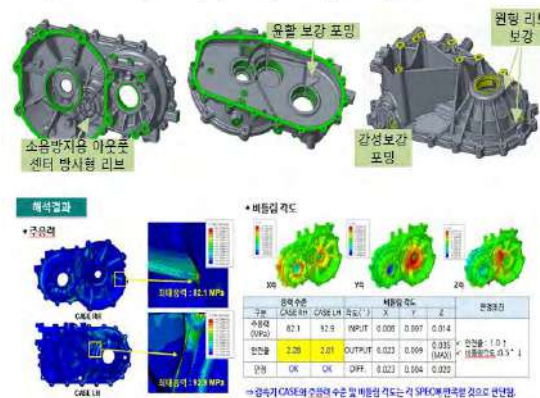 윤활 보강 포밍
원형 리브
보강
소음방지용 아웃풋
센터 방사형 리브
강성보강
포밍
해석결과
• 주응력
• 비틀림 각도
최대응력 : 82.1 MPa
CASE RH
최대응력 : 92.9 MPa
CASE LH
X축
Y축
Z축
응력 수준
비틀림 각도
판정조건
구분 CASE RH CASE LH 각도(°) X Y Z
주응력 (MPa) 82.1 92.9 INPUT 0.008 0.007 0.014
안전율 2.28 2.01 OUTPUT 0.023 0.009 0.035 (MAX)
판정 OK OK DIFF. 0.023 0.004 0.020
✓ 안전율 : 1.0 ↑
✓ 비틀림각도 : 0.5° ↓
⇒ 감속기 CASE의 주응력 수준 및 비틀림 각도는 각 SPEC에 만족할 것으로 판단됨.